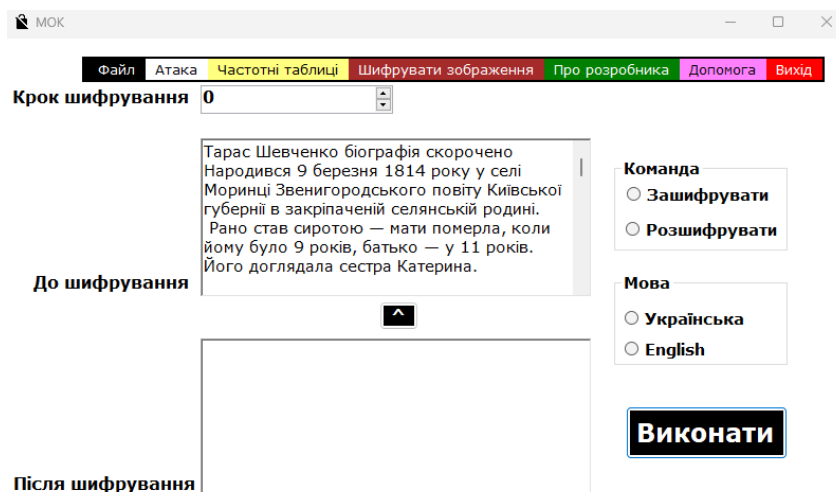 МОК
Файл Атака Частотні таблиці Шифрувати зображення Про розробника Допомога Вихід
Крок шифрування 0
Тарас Шевченко біографія скорочено
Народився 9 березня 1814 року у селі
Моринці Звенигородського повіту Київської
губернії в закріпаченій селянській родині.
Рано став сиротою — мати померла, коли
йому було 9 років, батько — у 11 років.
Його доглядала сестра Катерина.
До шифрування
^
Команда
Зашифрувати
Розшифрувати
Мова
Українська
English
Виконати
Після шифрування